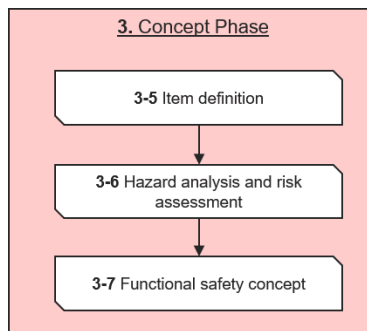 3. Concept Phase
3-5 Item definition
3-6 Hazard analysis and risk
assessment
3-7 Functional safety concept